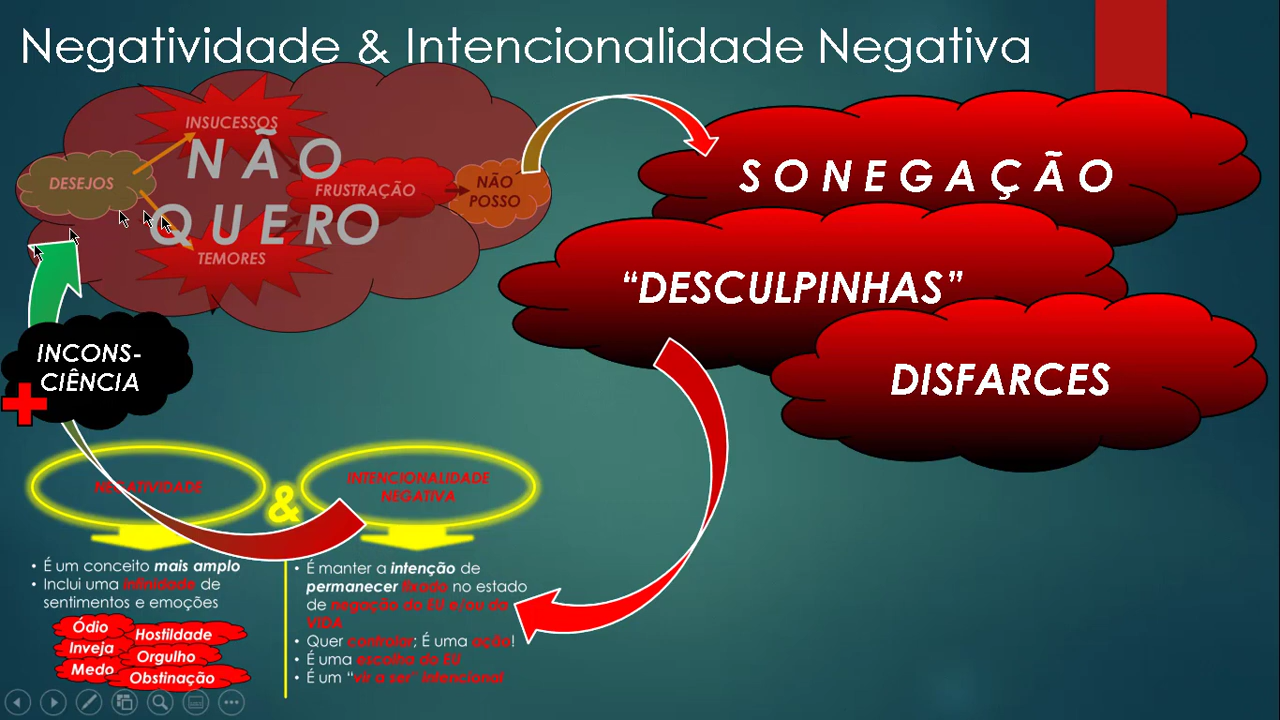 Negatividade & Intencionalidade Negativa
INSUCESSOS
NÃO
QUERO
DESEJOS
FRUSTRAÇÃO
NÃO
POSSO
TEMORES
SONEGAÇÃO
“DESCULPINHAS”
DISFARCES
INCONS-
CIÊNCIA
NEGATIVIDADE
&
INTENCIONALIDADE
NEGATIVA
• É um conceito mais amplo
• Inclui uma infinidade de
sentimentos e emoções
Ódio
Hostildade
Inveja
Orgulho
Medo
Obstinação
• É manter a intenção de
permanecer fixado no estado
de negação do EU e/ou da
VIDA
• Quer controlar; É uma ação!
• É uma escolha do EU
• É um “vir a ser” intencional